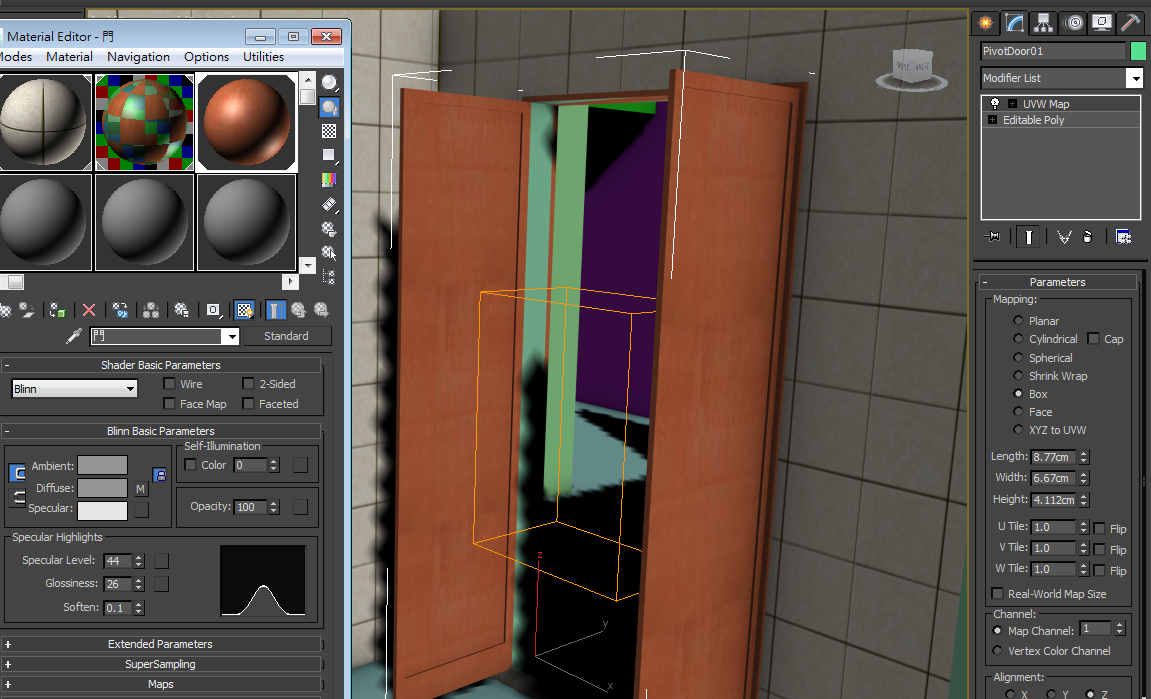 Material Editor - 門
Modes Material Navigation Options Utilities
門 Standard
Shader Basic Parameters
Blinn
Wire
2-Sided
Face Map
Faceted
Blinn Basic Parameters
Ambient:
Diffuse: M
Specular:
Self-Illumination
Color 0
Opacity: 100
Specular Highlights
Specular Level: 44
Glossiness: 26
Soften: 0.1
Extended Parameters
SuperSampling
Maps
z
y
x
PivotDoor01
Modifier List
UVW Map
Editable Poly
Parameters
Mapping:
Planar
Cylindrical Cap
Spherical
Shrink Wrap
Box
Face
XYZ to UVW
Length: 8.77cm
Width: 6.67cm
Height: 4.112cm
U Tile: 1.0 Flip
V Tile: 1.0 Flip
W Tile: 1.0 Flip
Real-World Map Size
Channel:
Map Channel: 1
Vertex Color Channel
Alignment:
X Y Z